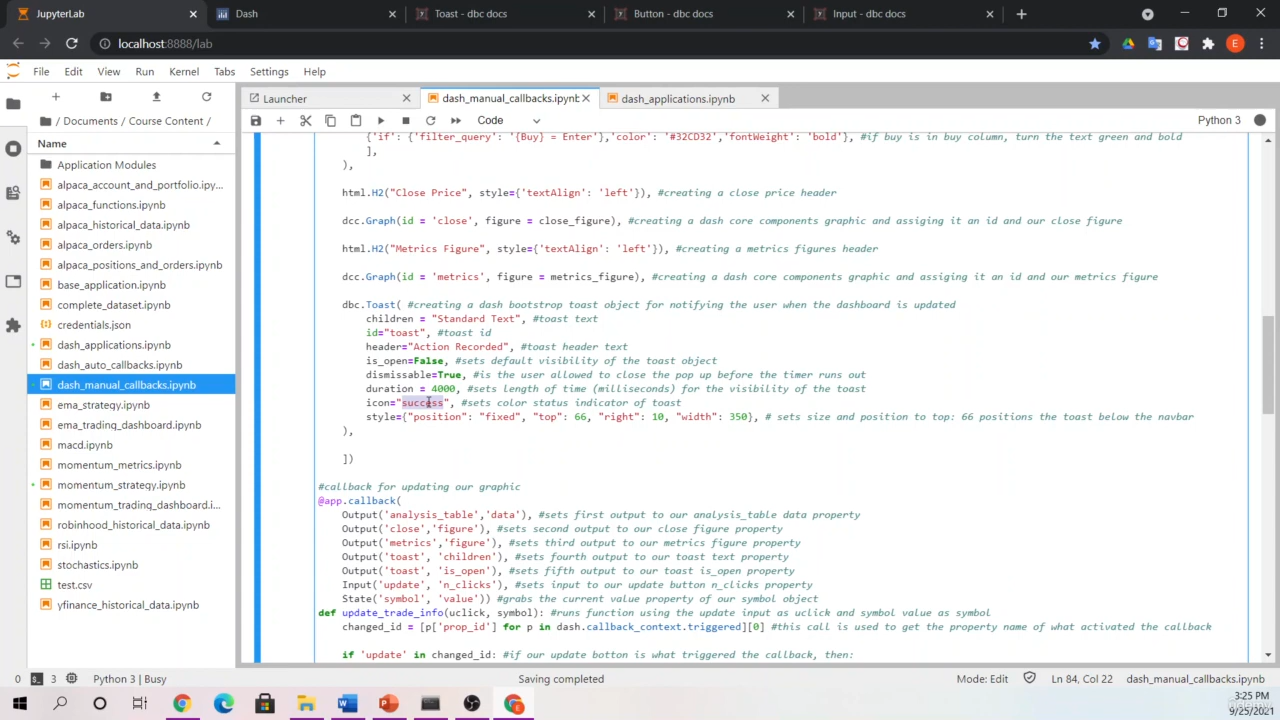 JupyterLab
Dash
Toast - dbc docs
Button - dbc docs
Input - dbc docs
localhost:8888/lab
E
File Edit View Run Kernel Tabs Settings Help
Launcher
dash_manual_callbacks.ipynb
dash_applications.ipynb
Code
Python 3
/ Documents / Course Content /
Name
Application Modules
alpaca_account_and_portfolio.ipy...
alpaca_functions.ipynb
alpaca_historical_data.ipynb
alpaca_orders.ipynb
alpaca_positions_and_orders.ipynb
base_application.ipynb
complete_dataset.ipynb
credentials.json
dash_applications.ipynb
dash_auto_callbacks.ipynb
dash_manual_callbacks.ipynb
ema_strategy.ipynb
ema_trading_dashboard.ipynb
macd.ipynb
momentum_metrics.ipynb
momentum_strategy.ipynb
momentum_trading_dashboard.i...
robinhood_historical_data.ipynb
rsi.ipynb
stochastics.ipynb
test.csv
yfinance_historical_data.ipynb
{'if': {'filter_query': '{Buy} = Enter'},'color': '#32CD32','fontWeight': 'bold'}, #if buy is in buy column, turn the text green and bold
],
),
html.H2("Close Price", style={'textAlign': 'left'}), #creating a close price header
dcc.Graph(id = 'close', figure = close_figure), #creating a dash core components graphic and assiging it an id and our close figure
html.H2("Metrics Figure", style={'textAlign': 'left'}), #creating a metrics figures header
dcc.Graph(id = 'metrics', figure = metrics_figure), #creating a dash core components graphic and assiging it an id and our metrics figure
dbc.Toast( #creating a dash bootstrop toast object for notifying the user when the dashboard is updated
children = "Standard Text", #toast text
id="toast", #toast id
header="Action Recorded", #toast header text
is_open=False, #sets default visibility of the toast object
dismissable=True, #is the user allowed to close the pop up before the timer runs out
duration = 4000, #sets length of time (milliseconds) for the visibility of the toast
icon="success", #sets color status indicator of toast
style={"position": "fixed", "top": 66, "right": 10, "width": 350}, # sets size and position to top: 66 positions the toast below the navbar
),
])
#callback for updating our graphic
@app.callback(
Output('analysis_table','data'), #sets first output to our analysis_table data property
Output('close','figure'), #sets second output to our close figure property
Output('metrics','figure'), #sets third output to our metrics figure property
Output('toast', 'children'), #sets fourth output to our toast text property
Output('toast', 'is_open'), #sets fifth output to our toast is_open property
Input('update', 'n_clicks'), #sets input to our update button n_clicks property
State('symbol', 'value')) #grabs the current value property of our symbol object
def update_trade_info(uclick, symbol): #runs function using the update input as uclick and symbol value as symbol
changed_id = [p['prop_id'] for p in dash.callback_context.triggered][0] #this call is used to get the property name of what activated the callback
if 'update' in changed_id: #if our update botton is what triggered the callback, then:
0 3 Python 3 | Busy
Saving completed
Mode: Edit
Ln 84, Col 22
dash_manual_callbacks.ipynb
3:25 PM
9/25/2021